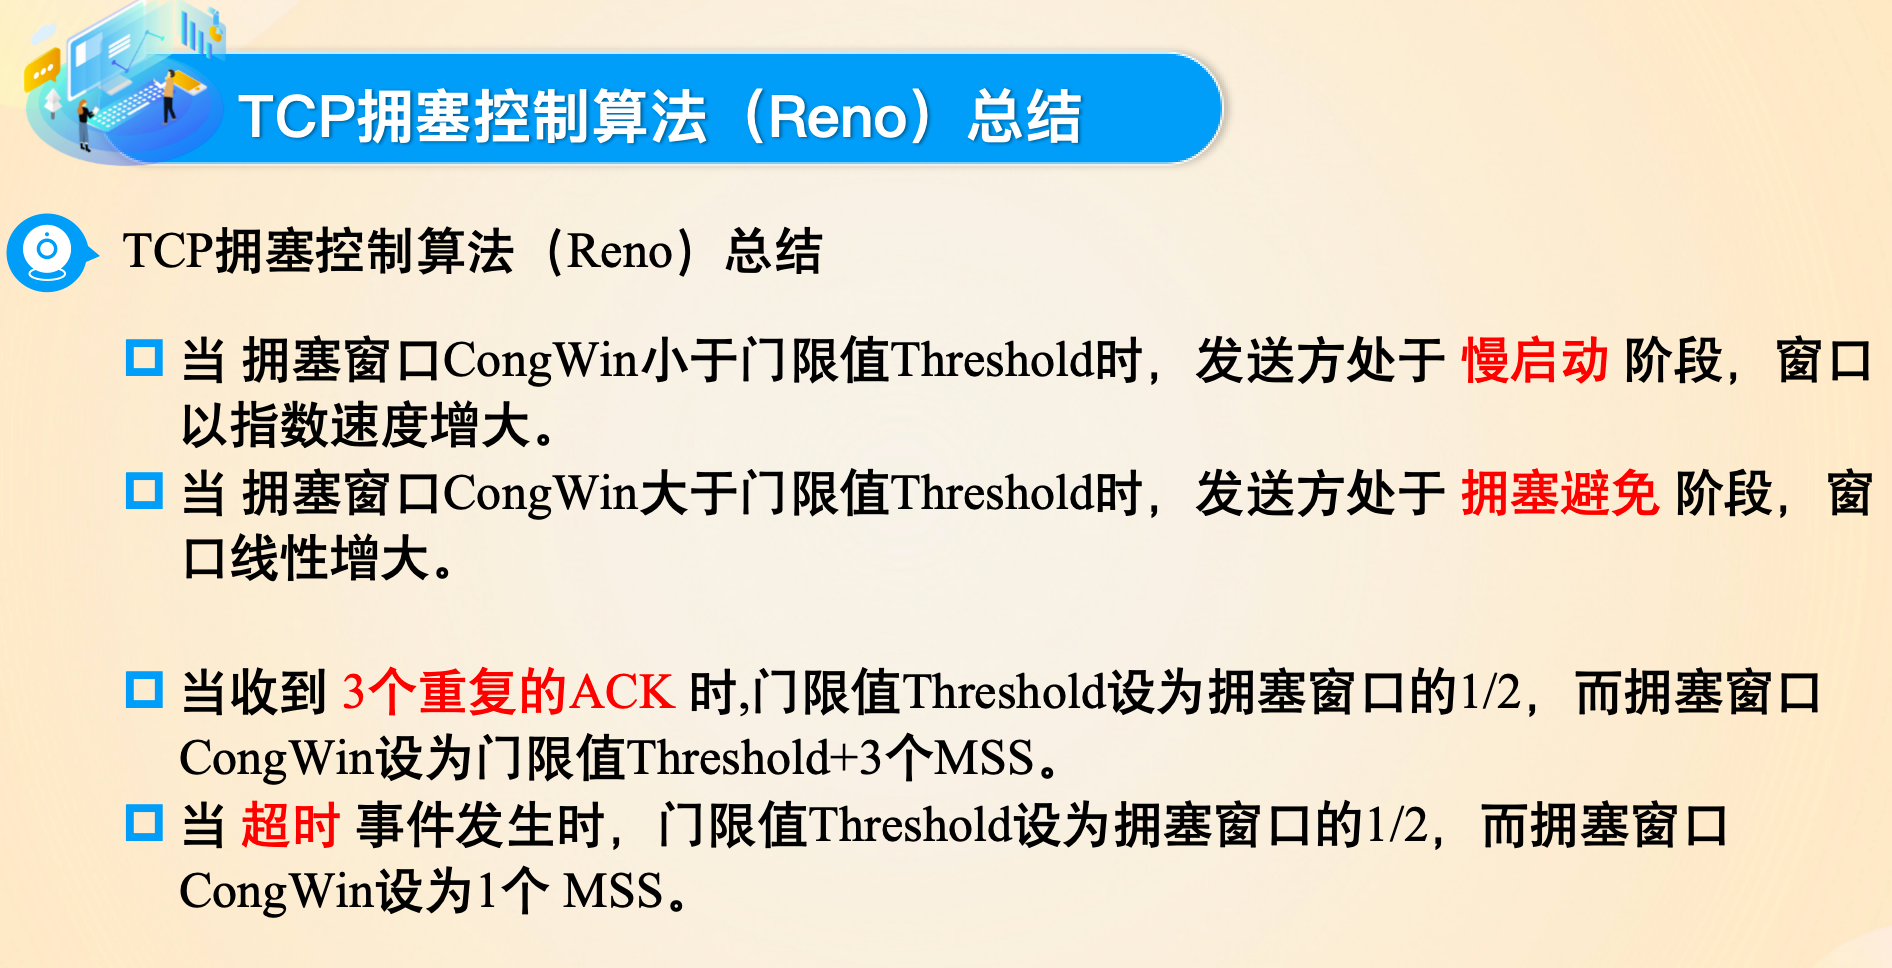 TCP拥塞控制算法（Reno）总结
TCP拥塞控制算法（Reno）总结
当 拥塞窗口CongWin小于门限值Threshold时，发送方处于 慢启动 阶段，窗口
以指数速度增大。
当 拥塞窗口CongWin大于门限值Threshold时，发送方处于 拥塞避免 阶段，窗
口线性增大。
当收到 3个重复的ACK 时,门限值Threshold设为拥塞窗口的1/2，而拥塞窗口
CongWin设为门限值Threshold+3个MSS。
当 超时 事件发生时，门限值Threshold设为拥塞窗口的1/2，而拥塞窗口
CongWin设为1个 MSS。